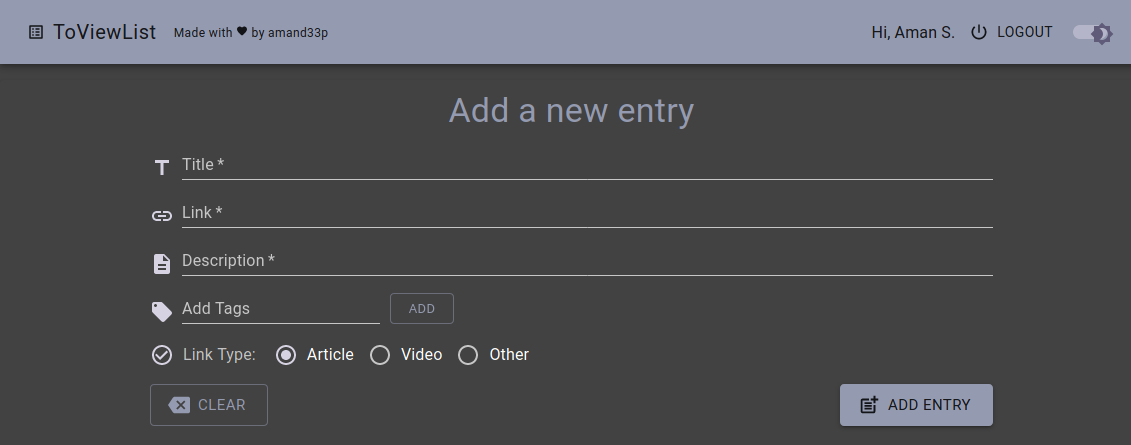 ToViewList Made with ♥ by amand33p Hi, Aman S. LOGOUT
Add a new entry
Title *
Link *
Description *
Add Tags ADD
Link Type: Article Video Other
CLEAR ADD ENTRY